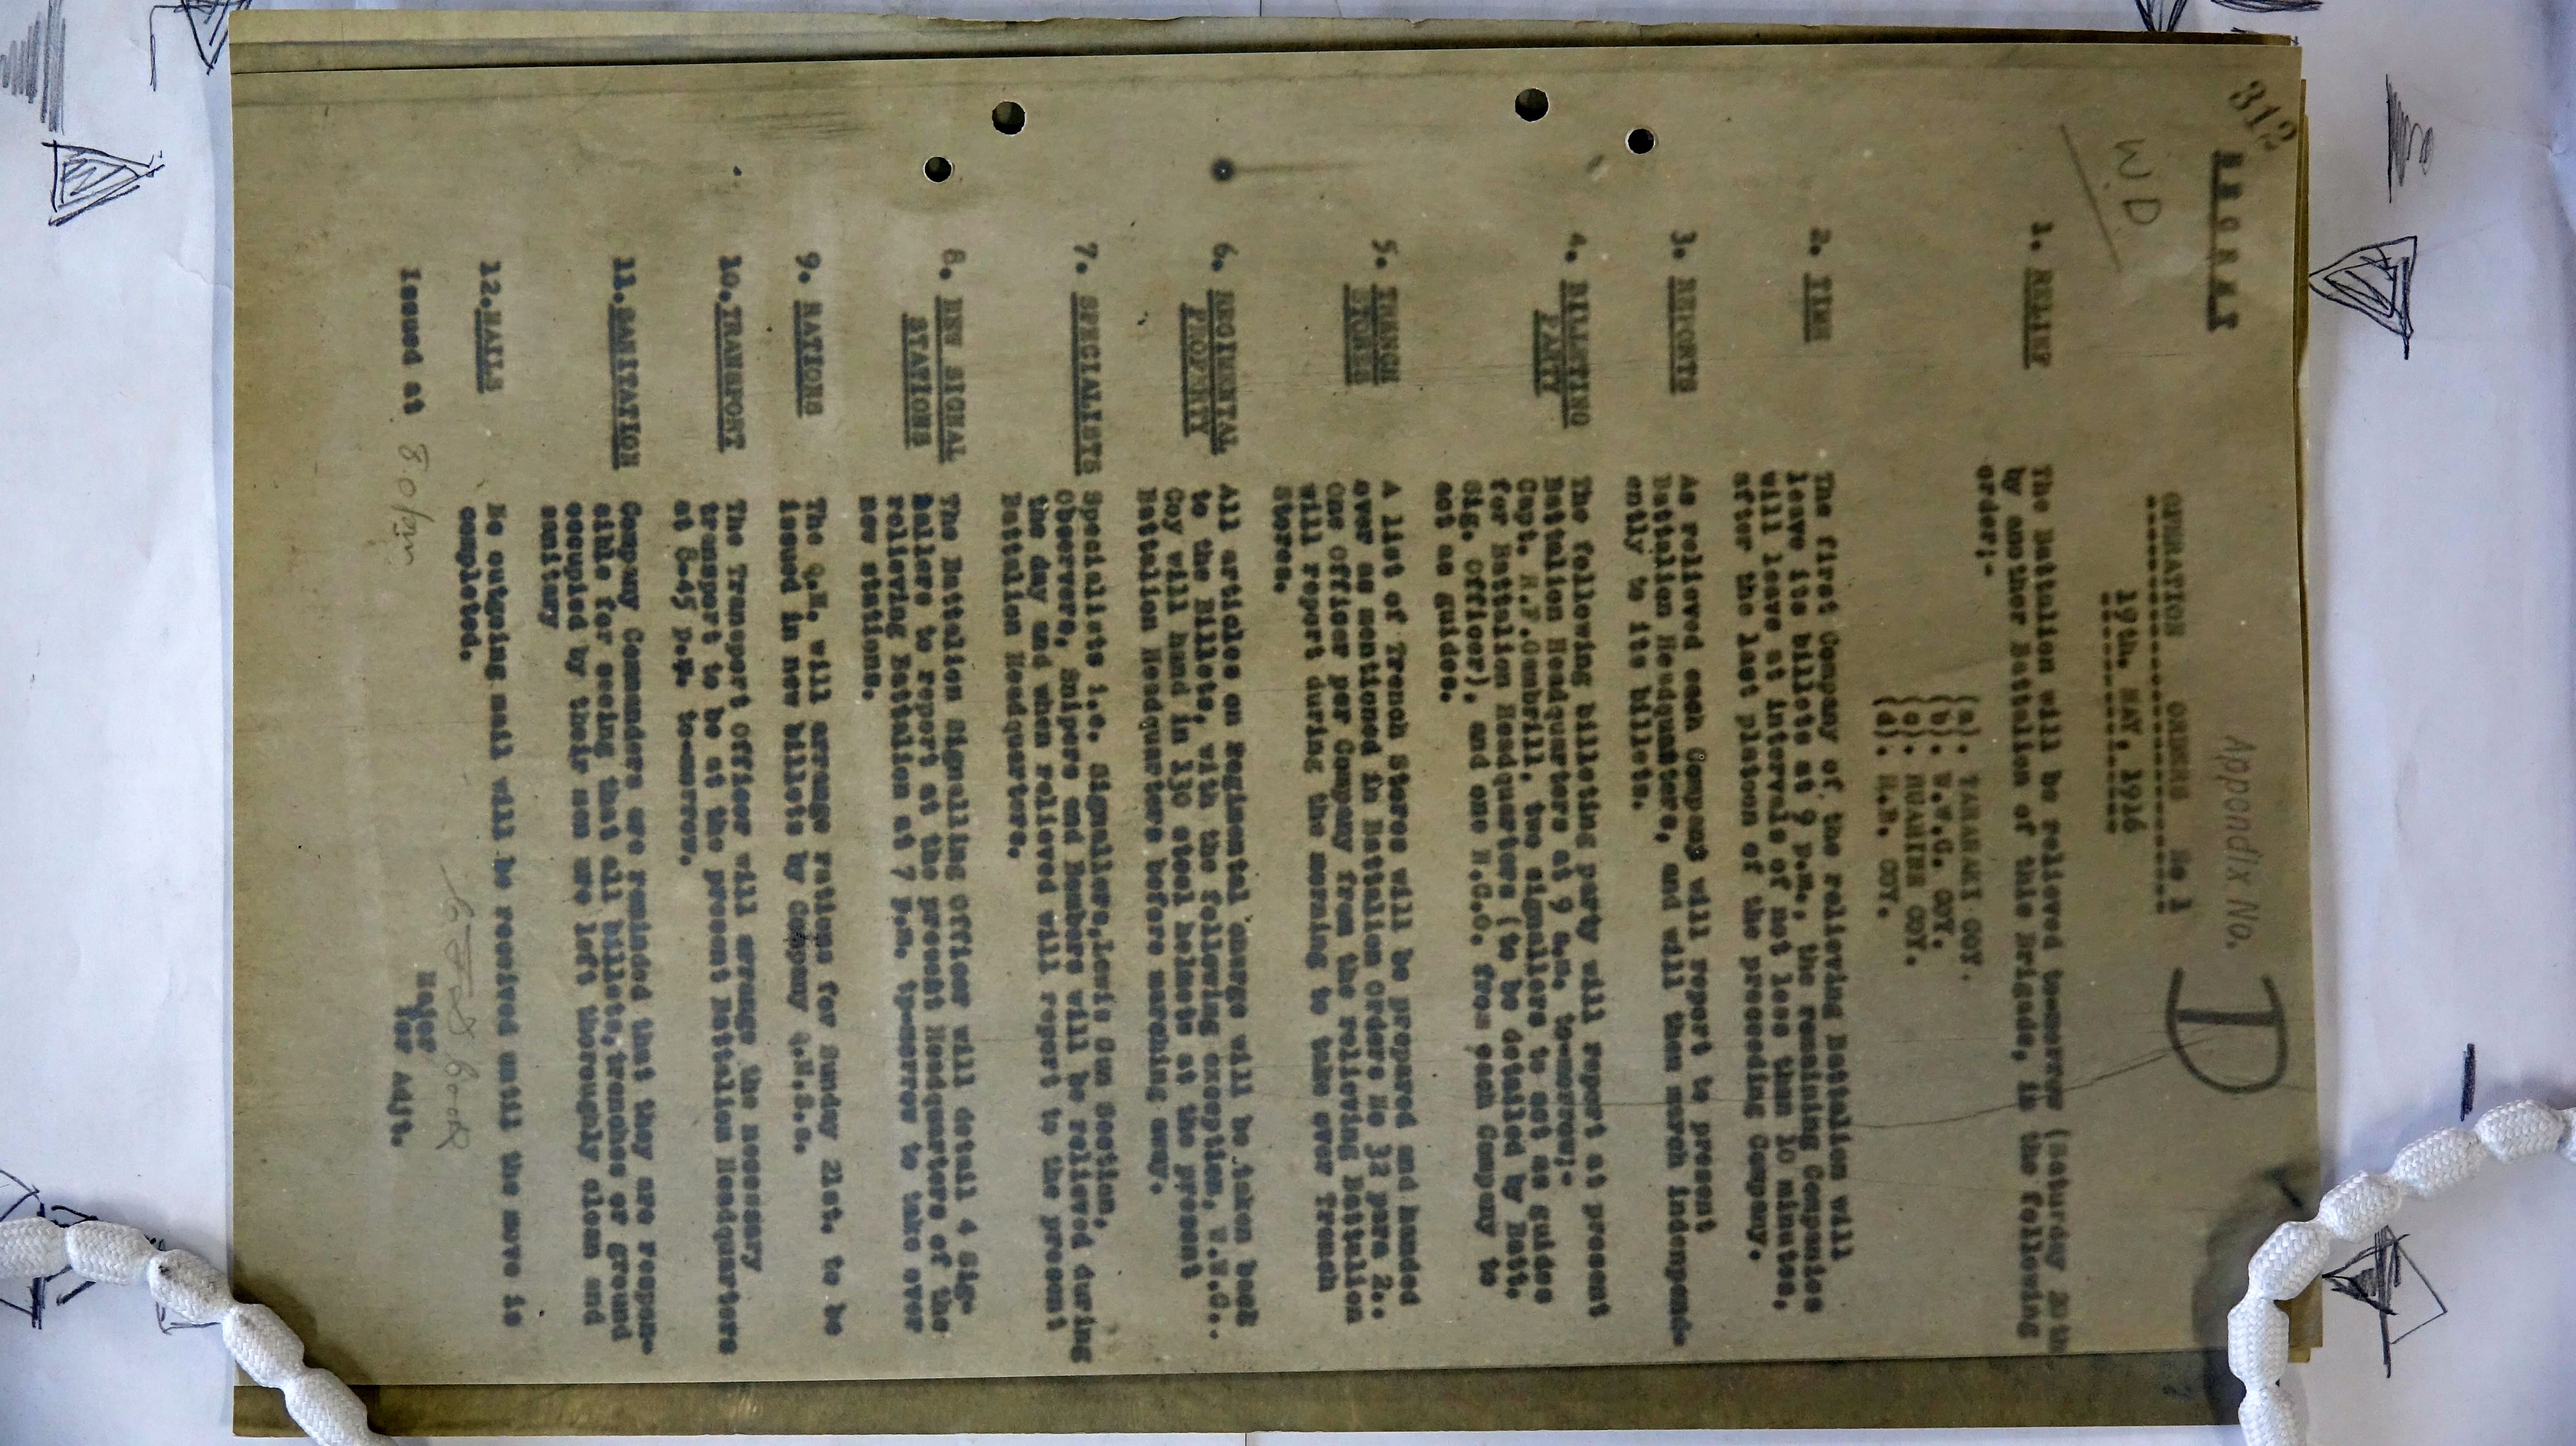 312
SECRET
Appendix No. D
W D
OPERATION ORDERS No 1
19th. MAY, 1916
1. RELIEF The Battalion will be relieved to-morrow (Saturday 20th
by another Battalion of this Brigade, in the following
order;-
(a). TARANAKI COY.
(b). W.W.C. COY.
(c). RUAHINE COY.
(d). H.B. COY.
2. TIME The first Company of the relieving Battalion will
leave its billets at 9 P.M., the remaining Companies
will leave at intervals of not less than 10 minutes,
after the last platoon of the preceeding Company.
3. REPORTS As relieved each Company will report to present
Battalion Headqunaters, and will then march independ-
ently to its billets.
4. BILLETING PARTY The following billeting party will report at present
Battalion Headquarters at 9 a.m. to-morrow;-
Capt. H.F.Gambrill, two signallers to act as guides
for Battalion Headquarters (to be detailed by Batt.
Sig. Officer), and one N.C.O. from each Company to
act as guides.
5. TRENCH STORES A list of Trench Stores will be prepared and handed
over as mentioned in Battalion orders No 32 para 2..
One Officer per Company from the relieving Battalion
will report during the morning to take over Trench
Stores.
6. REGIMENTAL PROPERTY All articles on Regimental charge will be taken back
to the Billets, with the following exception, W.W.C..
Coy will hand in 130 steel helmets at the present
Battalion Headquarters before marching away.
7. SPECIALISTS Specialists i.e. Signallers,Lewis Gun Section,
Observers, Snipers and Bombers will be relieved during
the day and when relieved will report to the present
Battalion Headquarters.
8. NEW SIGNAL STATIONS The Battalion Signalling Officer will detail 4 Sig-
nallers to report at the present Headquarters of the
relieving Battalion at 7 p.m. to-morrow to take over
new stations.
9. RATIONS The Q.M. will arrange rations for Sunday 21st. to be
issued in new billets by Company Q.M.S.s.
10. TRANSPORT The Transport Officer will arrange the necessary
transport to be at the present Battalion Headquarters
at 8-45 p.m. to-morrow.
11. SANITATION Company Commanders are reminded that they are respon-
sible for seeing that all billets,trenches or ground
occupied by their men are left thoroughly clean and
sanitary
12. MAILS No outgoing mail will be received until the move is
completed.
Issued at 8.0 pm
Major
for Adjt.